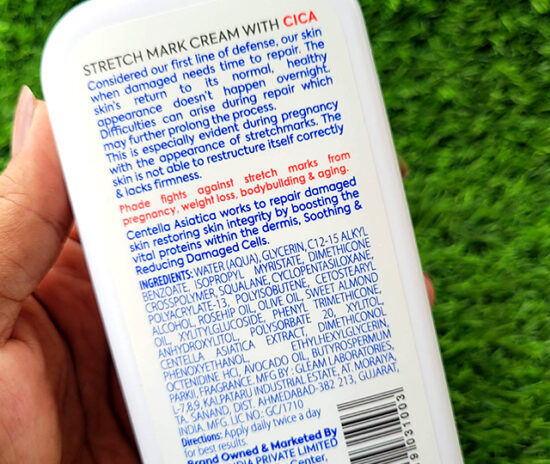 STRETCH MARK CREAM WITH CICA
Considered our first line of defense, our skin
when damaged needs time to repair. The
skin's return to its normal, healthy
appearance doesn't happen overnight.
Difficulties can arise during repair which
may further prolong the process.
This is especially evident during pregnancy
with the appearance of stretchmarks. The
skin is not able to restructure itself correctly
& lacks firmness.
Phade fights against stretch marks from
pregnancy, weight loss, bodybuilding & aging.
Centella Asiatica works to repair damaged
skin restoring skin integrity by boosting the
vital proteins within the dermis, Soothing &
Reducing Damaged Cells.
INGREDIENTS: WATER (AQUA), GLYCERIN, C12-15 ALKYL
BENZOATE, ISOPROPYL MYRISTATE, DIMETHICONE
CROSSPOLYMER, SQUALANE CYCLOPENTASILOXANE,
POLYACRYLATE-13, POLYISOBUTENE, CETOSTEARYL
ALCOHOL, ROSEHIP OIL, OLIVE OIL, SWEET ALMOND
OIL, XYLITYLGLUCOSIDE, PHENYL TRIMETHICONE,
ANHYDROXYLITOL, POLYSORBATE 20, XYLITOL,
CENTELLA ASIATICA EXTRACT, DIMETHICONOL
PHENOXYETHANOL, ETHYLHEXYLGLYCERIN
OCTENIDINE HCL, AVOCADO OIL, BUTYROSPERMUM
PARKII, FRAGRANCE. MFG BY : GLEAM LABORATORIES,
L-7,8,9, KALPATARU INDUSTRIAL ESTATE, AT. MORAIYA,
TA. SANAND, DIST. AHMEDABAD-382 213, GUJARAT,
INDIA. MFG. LIC NO.: GC/1710
Directions: Apply daily twice a day
for best results.
Brand Owned & Marketed By
INDIA PRIVATE LIMITED
Center,
9031003